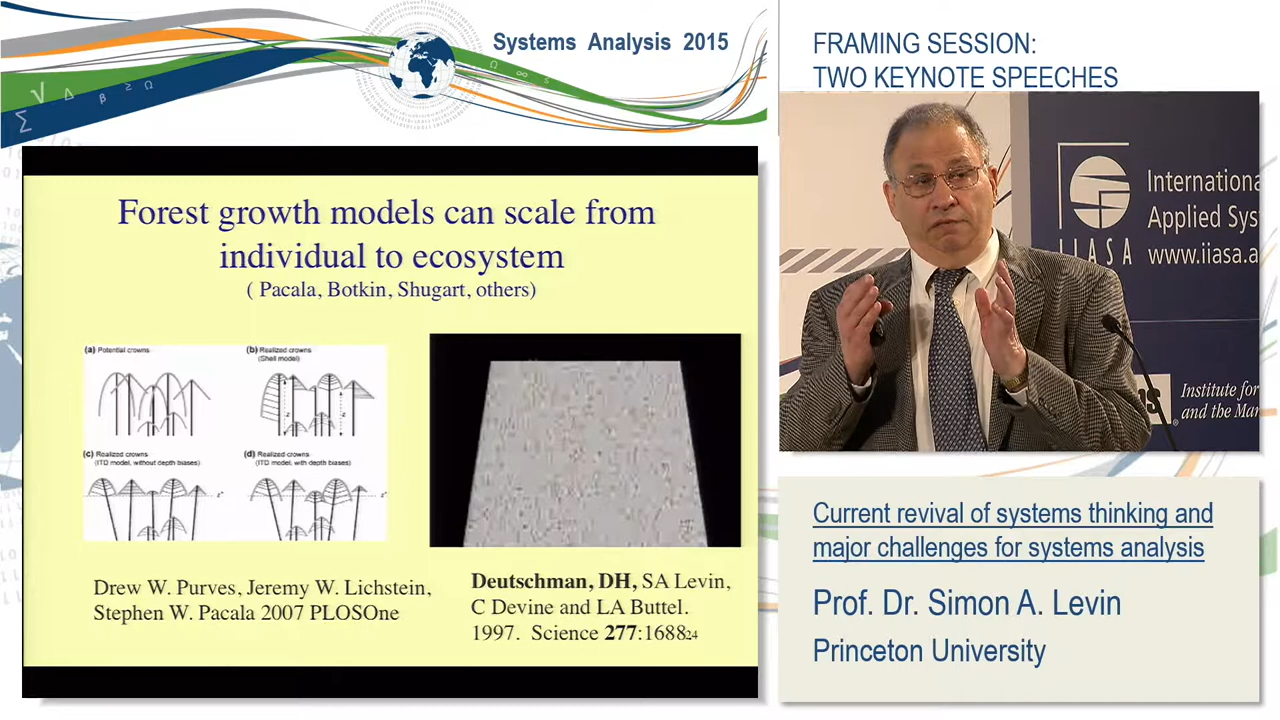 Systems Analysis 2015
FRAMING SESSION:
TWO KEYNOTE SPEECHES
Forest growth models can scale from
individual to ecosystem
( Pacala, Botkin, Shugart, others)
(a) Potential crowns
(b) Realized crowns
(Shell model)
(c) Realized crowns
(ITD model, without depth biases)
(d) Realized crowns
(ITD model, with depth biases)
Drew W. Purves, Jeremy W. Lichstein,
Stephen W. Pacala 2007 PLOSOne
Deutschman, DH, SA Levin,
C Devine and LA Buttel.
1997. Science 277:1688
24
International
Applied Sys
IIASA
www.iiasa.a
Institute for
and the Mar
Current revival of systems thinking and
major challenges for systems analysis
Prof. Dr. Simon A. Levin
Princeton University